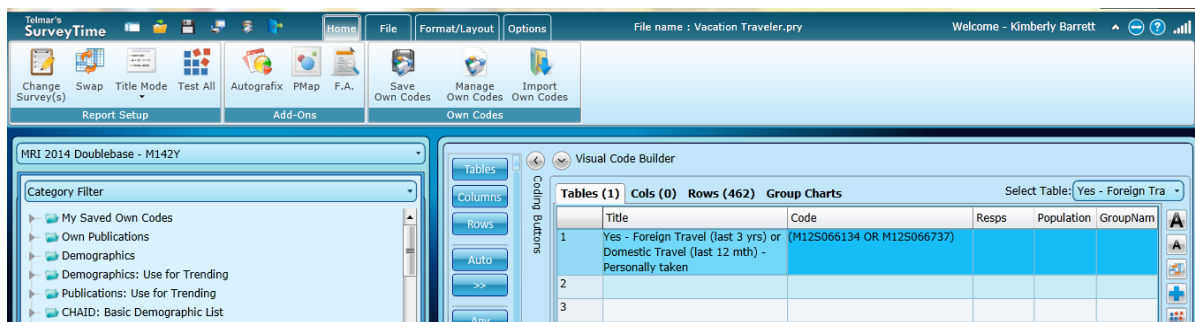 Telmar's
SurveyTime
Home
File
Format/Layout
Options
File name : Vacation Traveler.pry
Welcome - Kimberly Barrett
Change Survey(s)
Swap
Title Mode
Test All
Autografix
PMap
F.A.
Save Own Codes
Manage Own Codes
Import Own Codes
Report Setup
Add-Ons
Own Codes
MRI 2014 Doublebase - M142Y
Category Filter
My Saved Own Codes
Own Publications
Demographics
Demographics: Use for Trending
Publications: Use for Trending
CHAID: Basic Demographic List
Tables
Columns
Rows
Auto
>>
Any
Coding Buttons
Visual Code Builder
Tables (1) Cols (0) Rows (462) Group Charts
Select Table: Yes - Foreign Tra
Title Code Resps Population GroupNam
1 Yes - Foreign Travel (last 3 yrs) or (M12S066134 OR M12S066737)
Domestic Travel (last 12 mth) -
Personally taken
2
3
A
A